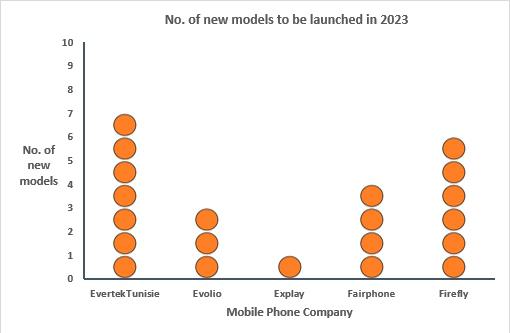 No. of new models to be launched in 2023
10
9
8
7
6
5
4
3
2
1
0
No. of
new
models
EvertekTunisie Evolio Explay Fairphone Firefly
Mobile Phone Company